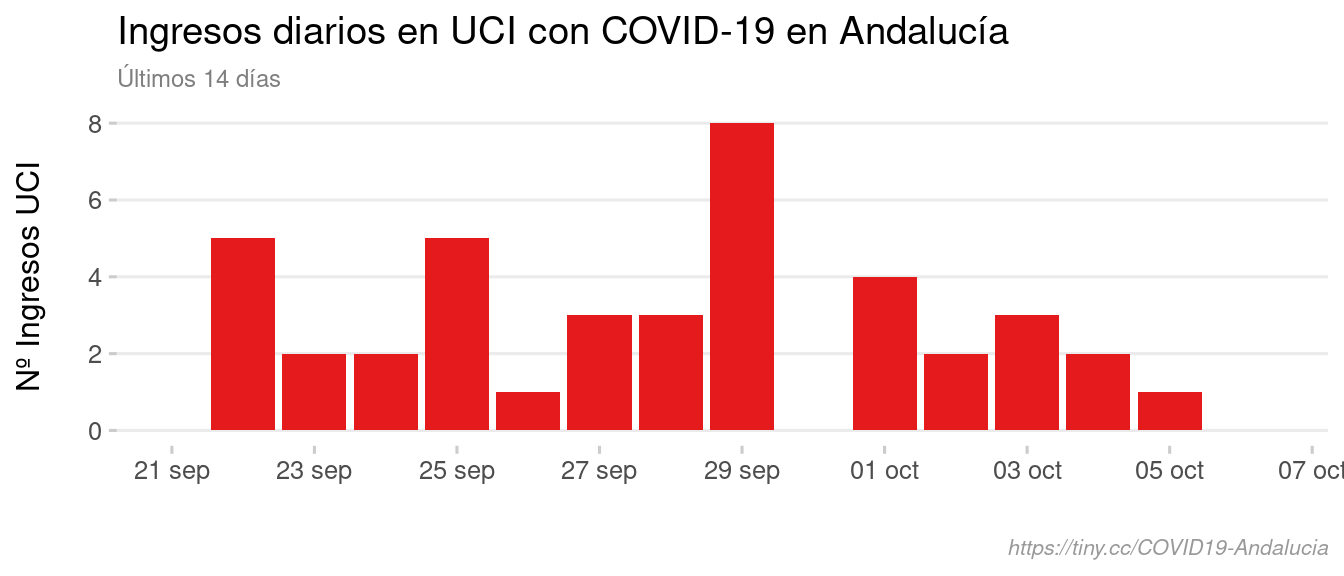 Ingresos diarios en UCI con COVID-19 en Andalucía
Últimos 14 días
Nº Ingresos UCI
8
6
4
2
0
21 sep 23 sep 25 sep 27 sep 29 sep 01 oct 03 oct 05 oct 07 oct
https://tiny.cc/COVID19-Andalucia